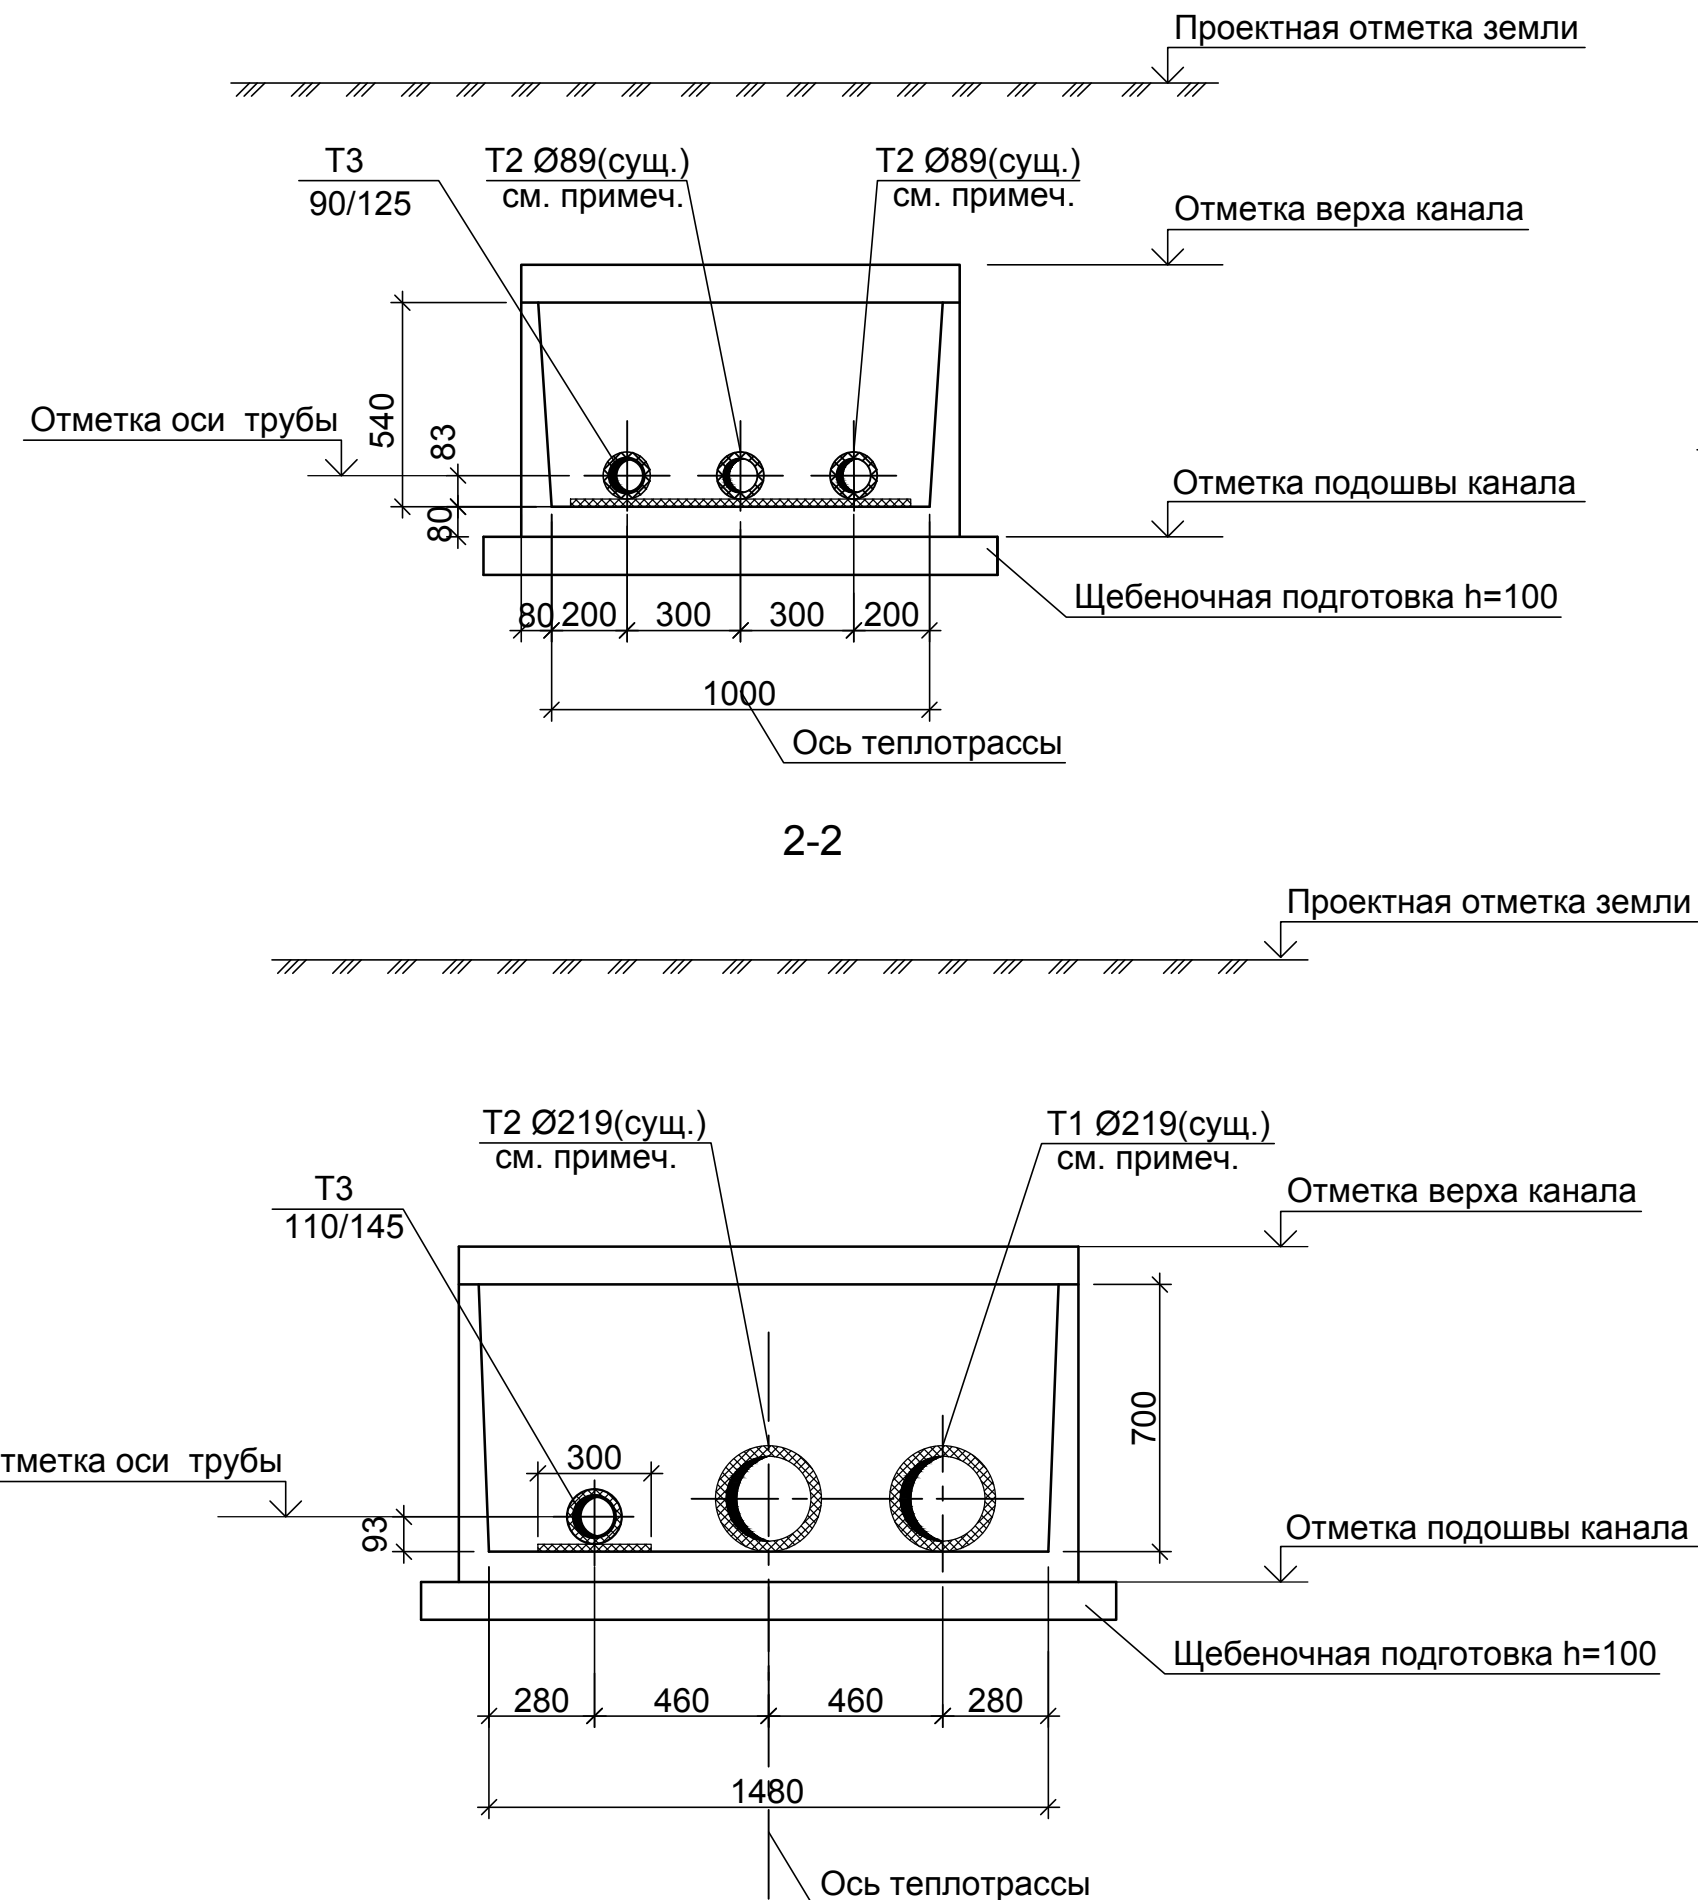 Проектная отметка земли
Т3
90/125
Т2 Ø89(сущ.)
см. примеч.
Т2 Ø89(сущ.)
см. примеч.
Отметка верха канала
540
83
80
Отметка оси трубы
Отметка подошвы канала
Щебеночная подготовка h=100
80 200 300 300 200
1000
Ось теплотрассы
2-2
Проектная отметка земли
Т2 Ø219(сущ.)
см. примеч.
Т1 Ø219(сущ.)
см. примеч.
Т3
110/145
Отметка верха канала
700
300
тметка оси трубы
93
Отметка подошвы канала
Щебеночная подготовка h=100
280 460 460 280
1480
Ось теплотрассы